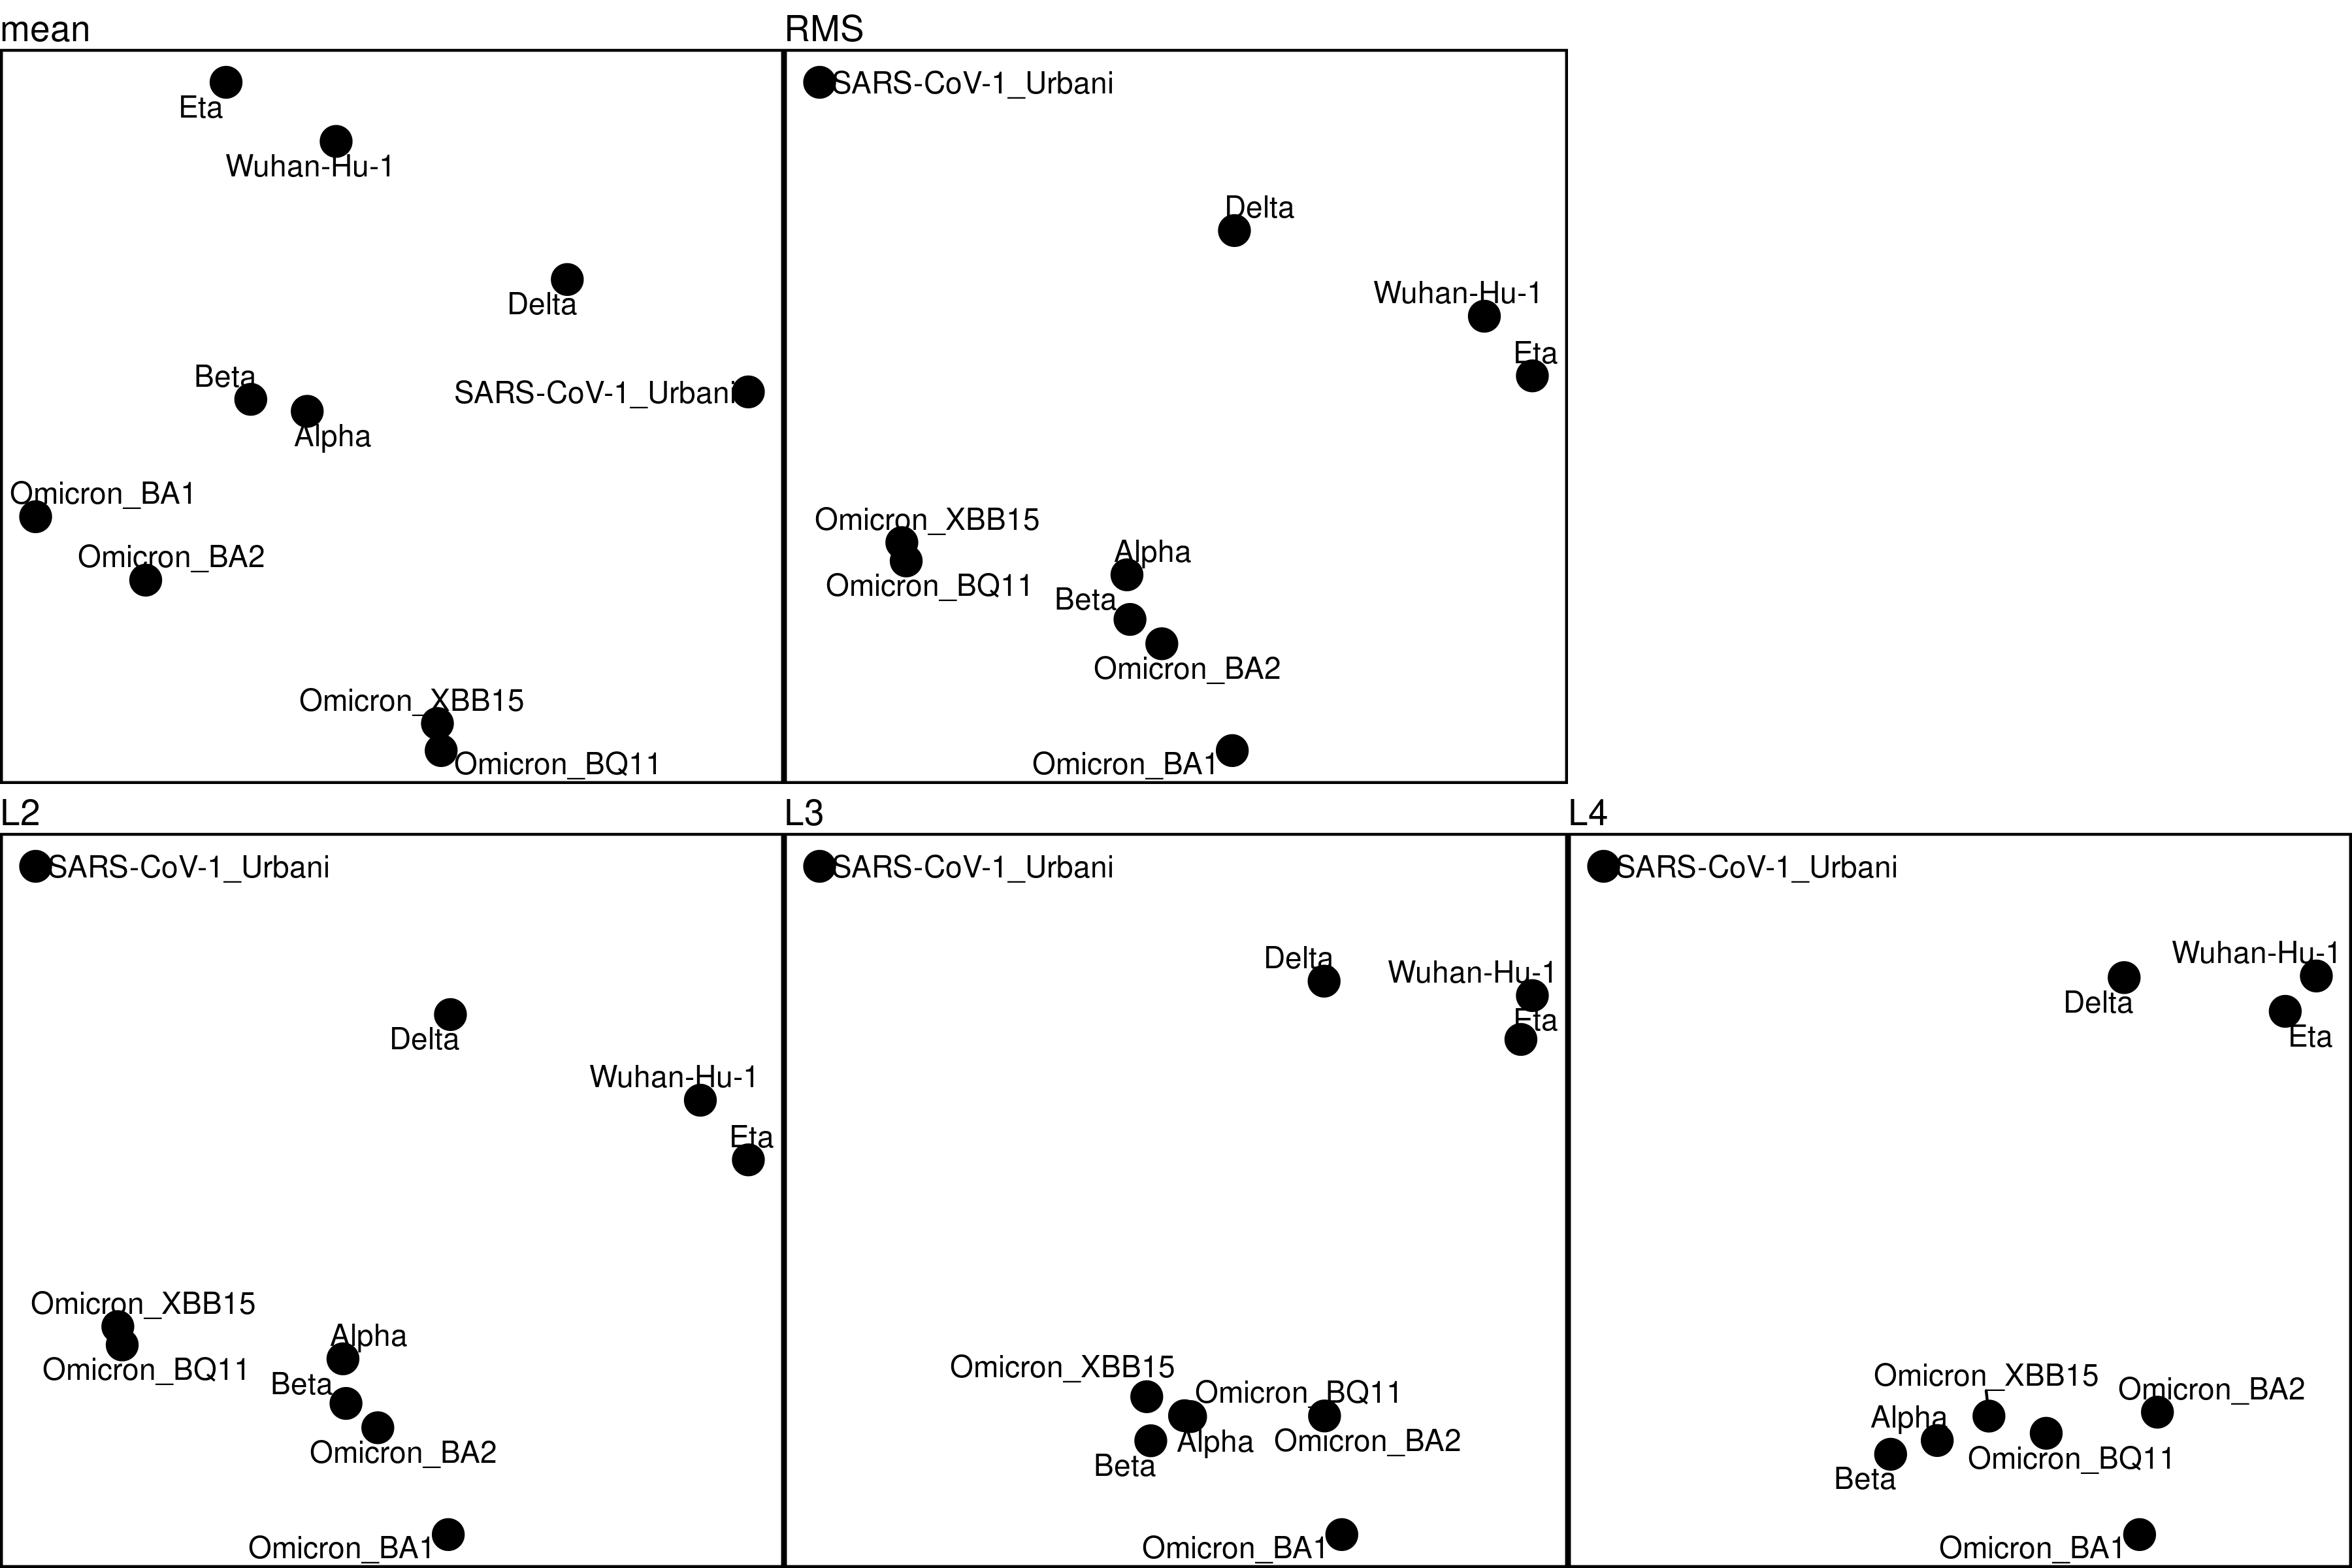 mean
Eta
Wuhan-Hu-1
Delta
Beta
SARS-CoV-1_Urbani
Alpha
Omicron_BA1
Omicron_BA2
Omicron_XBB15
Omicron_BQ11
RMS
SARS-CoV-1_Urbani
Delta
Wuhan-Hu-1
Eta
Omicron_XBB15
Alpha
Omicron_BQ11
Beta
Omicron_BA2
Omicron_BA1
L2
SARS-CoV-1_Urbani
Delta
Wuhan-Hu-1
Eta
Omicron_XBB15
Alpha
Omicron_BQ11
Beta
Omicron_BA2
Omicron_BA1
L3
SARS-CoV-1_Urbani
Delta
Wuhan-Hu-1
Eta
Omicron_XBB15
Omicron_BQ11
Alpha
Omicron_BA2
Beta
Omicron_BA1
L4
SARS-CoV-1_Urbani
Wuhan-Hu-1
Delta
Eta
Omicron_XBB15
Omicron_BA2
Alpha
Omicron_BQ11
Beta
Omicron_BA1